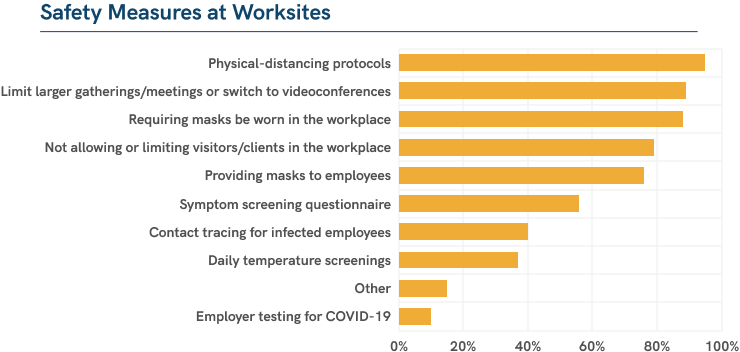 Safety Measures at Worksites
Physical-distancing protocols
Limit larger gatherings/meetings or switch to videoconferences
Requiring masks be worn in the workplace
Not allowing or limiting visitors/clients in the workplace
Providing masks to employees
Symptom screening questionnaire
Contact tracing for infected employees
Daily temperature screenings
Other
Employer testing for COVID-19
0% 20% 40% 60% 80% 100%